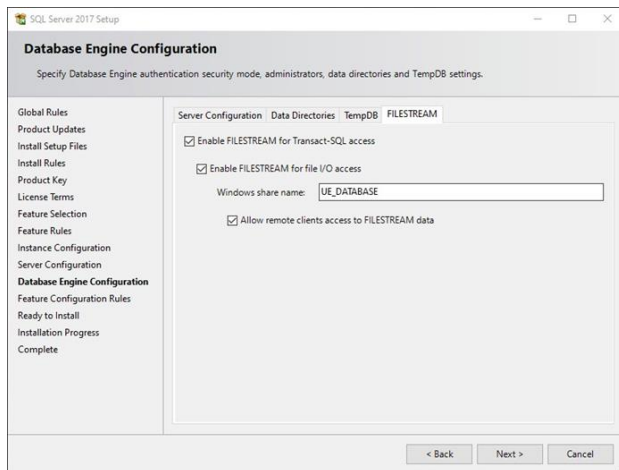 SQL Server 2017 Setup
Database Engine Configuration
Specify Database Engine authentication security mode, administrators, data directories and TempDB settings.
Global Rules
Product Updates
Install Setup Files
Install Rules
Product Key
License Terms
Feature Selection
Feature Rules
Instance Configuration
Server Configuration
Database Engine Configuration
Feature Configuration Rules
Ready to Install
Installation Progress
Complete
Server Configuration Data Directories TempDB FILESTREAM
Enable FILESTREAM for Transact-SQL access
Enable FILESTREAM for file I/O access
Windows share name: UE_DATABASE
Allow remote clients access to FILESTREAM data
< Back Next > Cancel